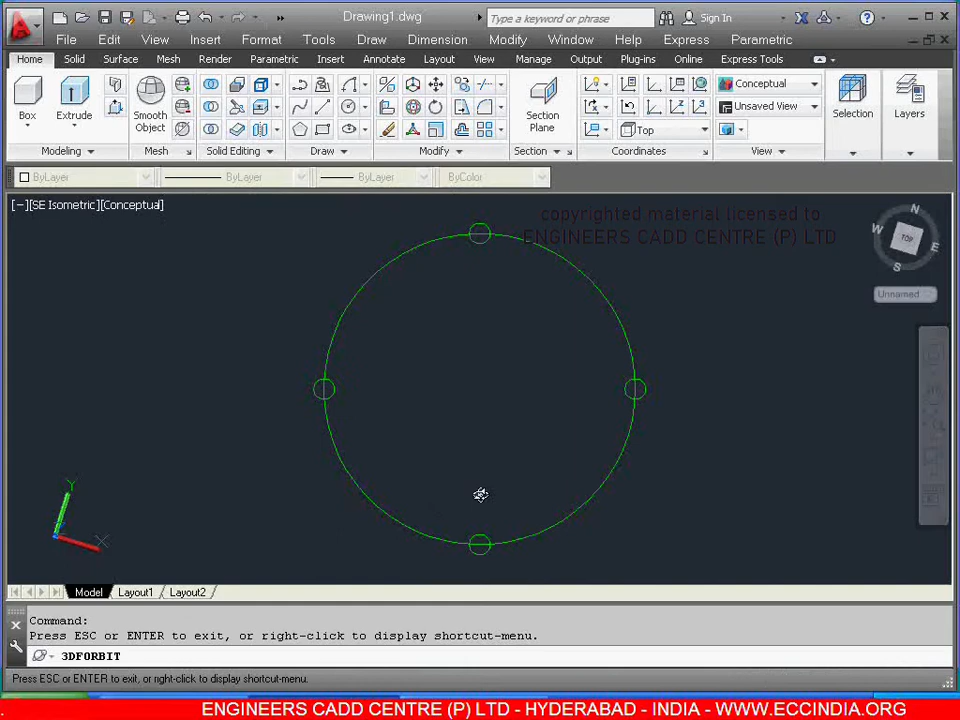 Drawing1.dwg
Type a keyword or phrase
Sign In
File Edit View Insert Format Tools Draw Dimension Modify Window Help Express Parametric
Home Solid Surface Mesh Render Parametric Insert Annotate Layout View Manage Output Plug-ins Online Express Tools
Box
Extrude
Smooth
Object
Section
Plane
Top
Conceptual
Unsaved View
Selection
Layers
Modeling Mesh Solid Editing Draw Modify Section Coordinates View
ByLayer ByLayer ByLayer ByColor
[−][SE Isometric][Conceptual]
copyrighted material licensed to
ENGINEERS CADD CENTRE (P) LTD
N
W
TOP
E
S
Unnamed
Y
X
Model Layout1 Layout2
Command:
Press ESC or ENTER to exit, or right-click to display shortcut-menu.
3DFORBIT
Press ESC or ENTER to exit, or right-click to display shortcut-menu.
ENGINEERS CADD CENTRE (P) LTD - HYDERABAD - INDIA - WWW.ECCINDIA.ORG